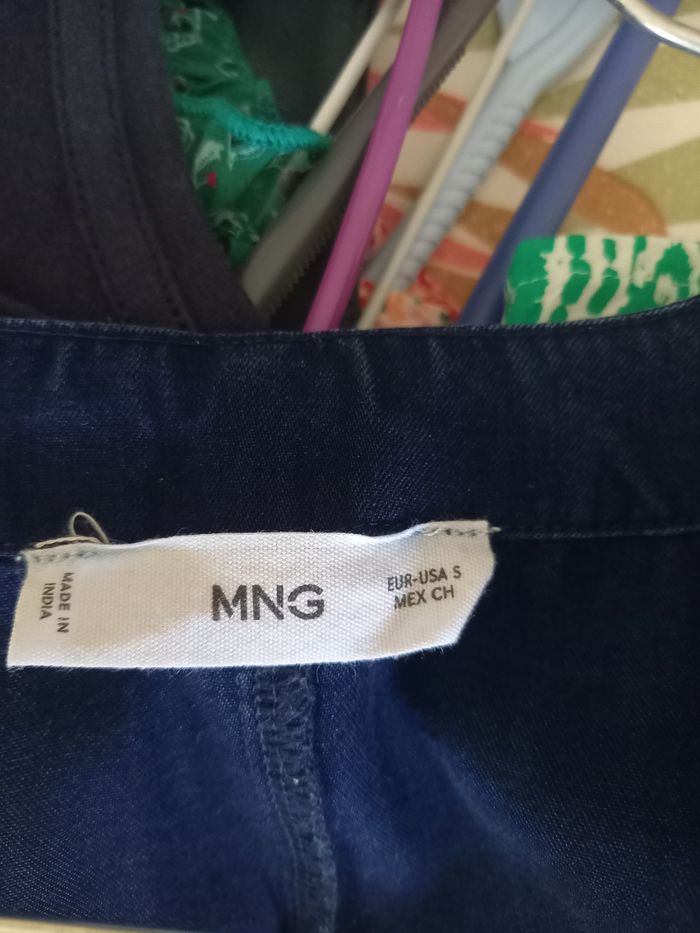 MADE IN
INDIA
MNG
EUR-USA S
MEX CH